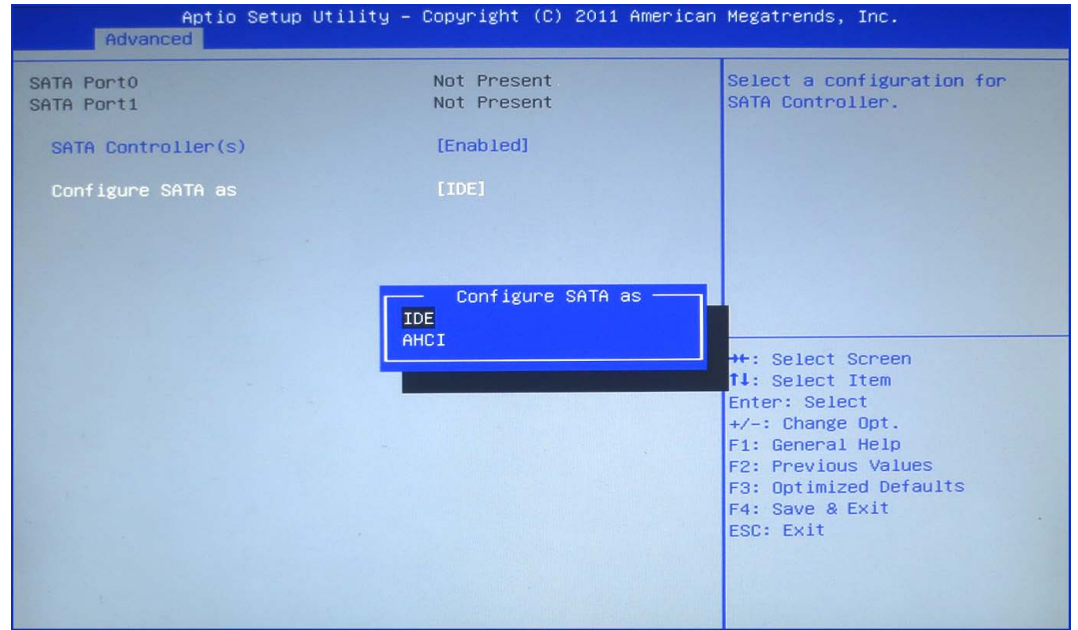 Aptio Setup Utility – Copyright (C) 2011 American Megatrends, Inc.
Advanced
SATA Port0 Not Present
SATA Port1 Not Present
SATA Controller(s) [Enabled]
Configure SATA as [IDE]
Select a configuration for
SATA Controller.
Configure SATA as
IDE
AHCI
→←: Select Screen
↑↓: Select Item
Enter: Select
+/-: Change Opt.
F1: General Help
F2: Previous Values
F3: Optimized Defaults
F4: Save & Exit
ESC: Exit